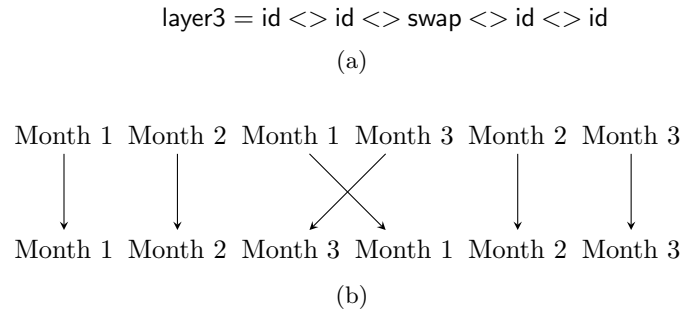 layer3 = id <> id <> swap <> id <> id
(a)
Month 1 Month 2 Month 1 Month 3 Month 2 Month 3
Month 1 Month 2 Month 3 Month 1 Month 2 Month 3
(b)